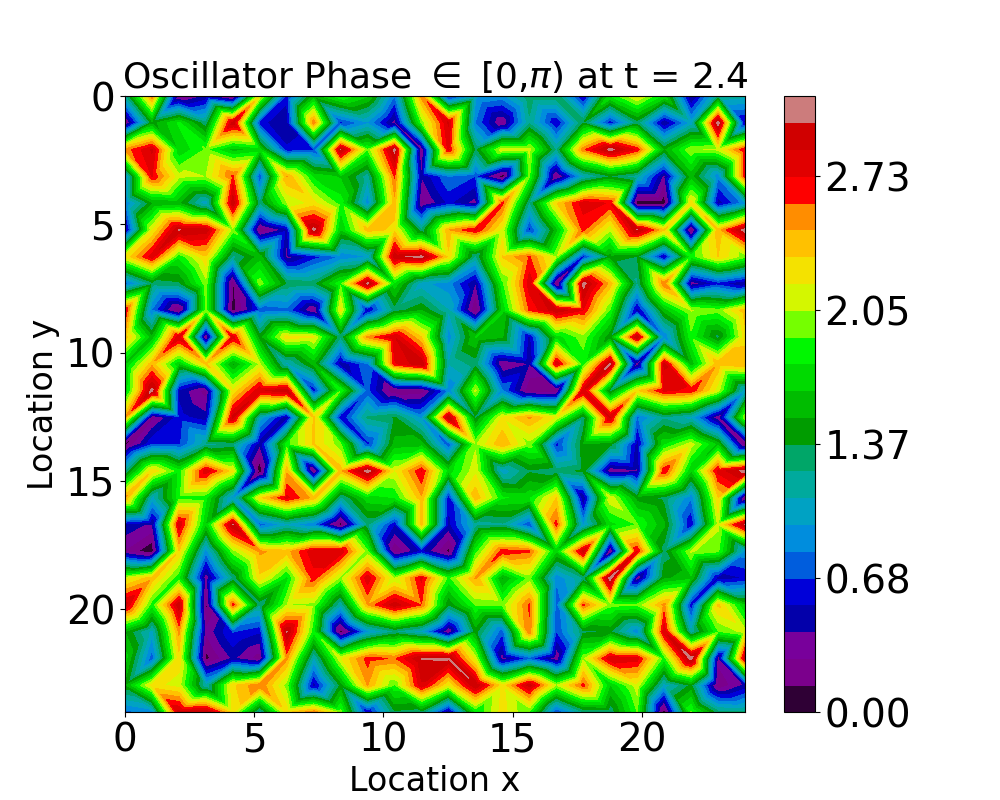 Oscillator Phase ∈ [0,π) at t = 2.4
0
5
10
15
20
Location y
0 5 10 15 20
Location x
2.73
2.05
1.37
0.68
0.00